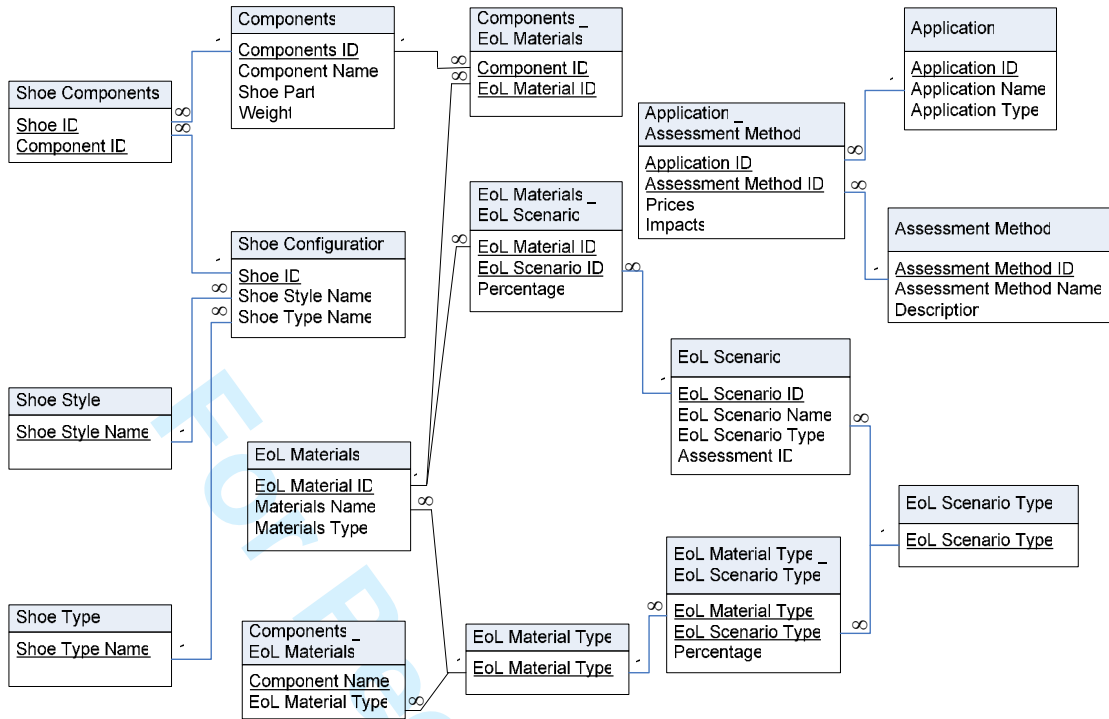 Components
Components ID
Component Name
Shoe Part
Weight
Components _
EoL Materials
Component ID
EoL Material ID
Application
Application ID
Application Name
Application Type
Shoe Components
Shoe ID
Component ID
Application _
Assessment Method
Application ID
Assessment Method ID
Prices
Impacts
EoL Materials _
EoL Scenario
EoL Material ID
EoL Scenario ID
Percentage
Assessment Method
Assessment Method ID
Assessment Method Name
Description
Shoe Configuration
Shoe ID
Shoe Style Name
Shoe Type Name
EoL Scenario
EoL Scenario ID
EoL Scenario Name
EoL Scenario Type
Assessment ID
Shoe Style
Shoe Style Name
EoL Materials
EoL Material ID
Materials Name
Materials Type
EoL Scenario Type
EoL Scenario Type
EoL Material Type _
EoL Scenario Type
EoL Material Type
EoL Scenario Type
Percentage
Shoe Type
Shoe Type Name
Components _
EoL Materials
Component Name
EoL Material Type
EoL Material Type
EoL Material Type
For